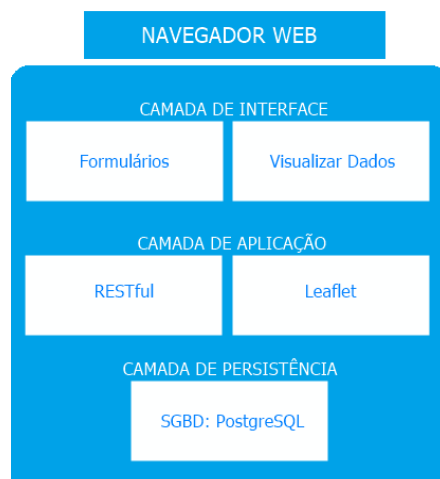 NAVEGADOR WEB
CAMADA DE INTERFACE
Formulários
Visualizar Dados
CAMADA DE APLICAÇÃO
RESTful
Leaflet
CAMADA DE PERSISTÊNCIA
SGBD: PostgreSQL